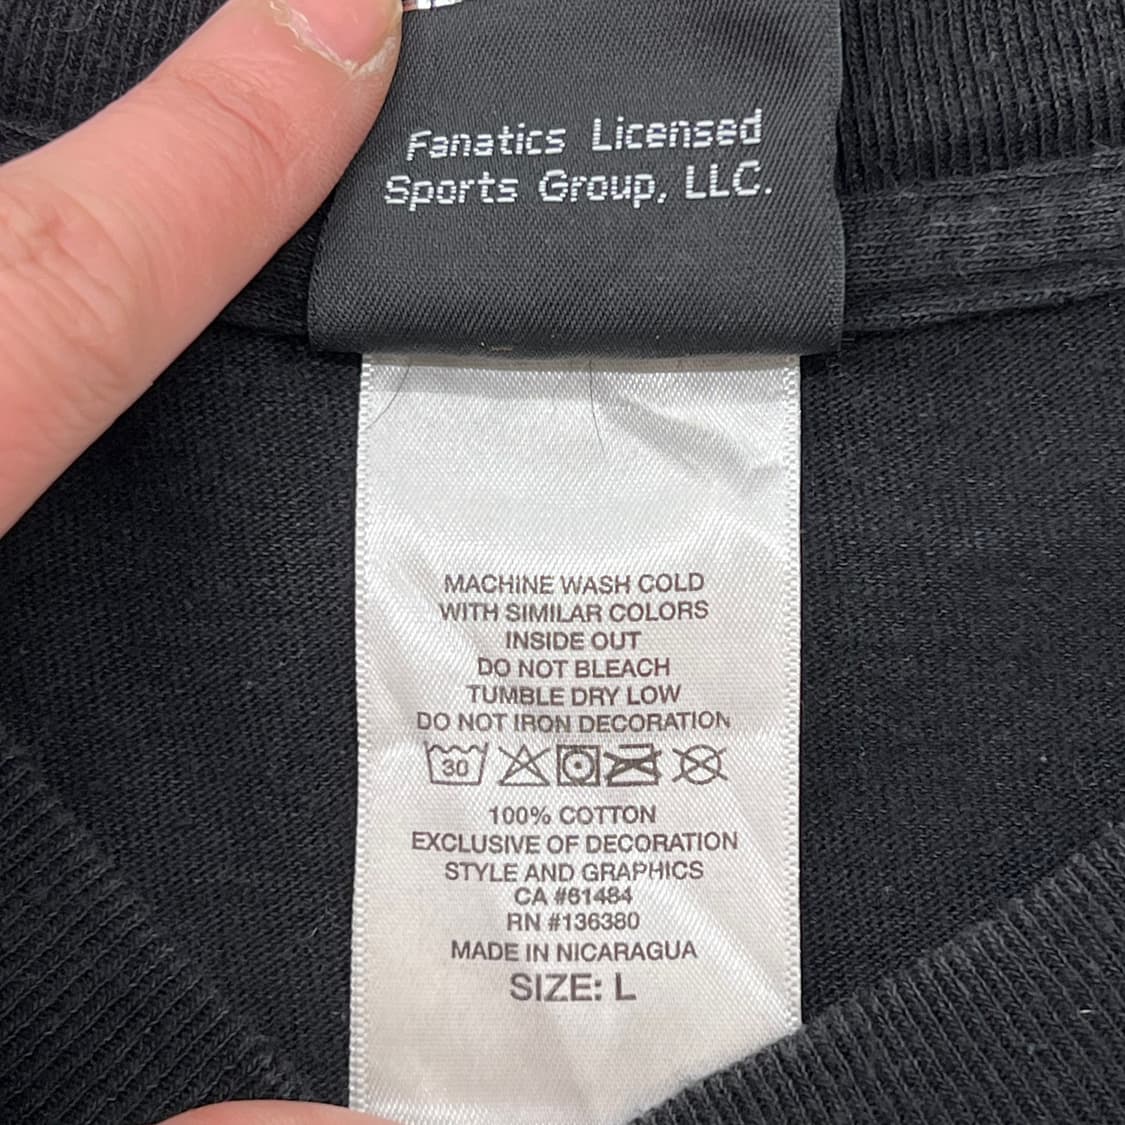 Fanatics Licensed
Sports Group, LLC.
MACHINE WASH COLD
WITH SIMILAR COLORS
INSIDE OUT
DO NOT BLEACH
TUMBLE DRY LOW
DO NOT IRON DECORATION
30
100% COTTON
EXCLUSIVE OF DECORATION
STYLE AND GRAPHICS
CA #61484
RN #136380
MADE IN NICARAGUA
SIZE: L